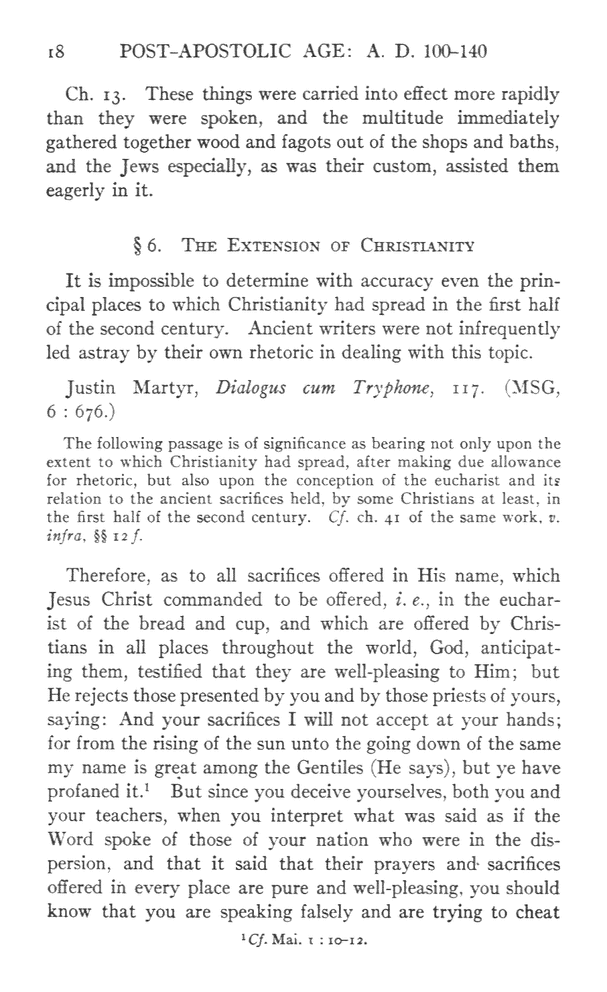 18 POST-APOSTOLIC AGE: A. D. 100–140
Ch. 13. These things were carried into effect more rapidly
than they were spoken, and the multitude immediately
gathered together wood and fagots out of the shops and baths,
and the Jews especially, as was their custom, assisted them
eagerly in it.
§ 6. The Extension of Christianity
It is impossible to determine with accuracy even the prin-
cipal places to which Christianity had spread in the first half
of the second century. Ancient writers were not infrequently
led astray by their own rhetoric in dealing with this topic.
Justin Martyr, Dialogus cum Tryphone, 117. (MSG,
6 : 676.)
The following passage is of significance as bearing not only upon the
extent to which Christianity had spread, after making due allowance
for rhetoric, but also upon the conception of the eucharist and its
relation to the ancient sacrifices held, by some Christians at least, in
the first half of the second century. Cf. ch. 41 of the same work, v.
infra, §§ 12 f.
Therefore, as to all sacrifices offered in His name, which
Jesus Christ commanded to be offered, i. e., in the euchar-
ist of the bread and cup, and which are offered by Chris-
tians in all places throughout the world, God, anticipat-
ing them, testified that they are well-pleasing to Him; but
He rejects those presented by you and by those priests of yours,
saying: And your sacrifices I will not accept at your hands;
for from the rising of the sun unto the going down of the same
my name is great among the Gentiles (He says), but ye have
profaned it.¹ But since you deceive yourselves, both you and
your teachers, when you interpret what was said as if the
Word spoke of those of your nation who were in the dis-
persion, and that it said that their prayers and sacrifices
offered in every place are pure and well-pleasing, you should
know that you are speaking falsely and are trying to cheat
¹ Cf. Mai. 1 : 10–12.